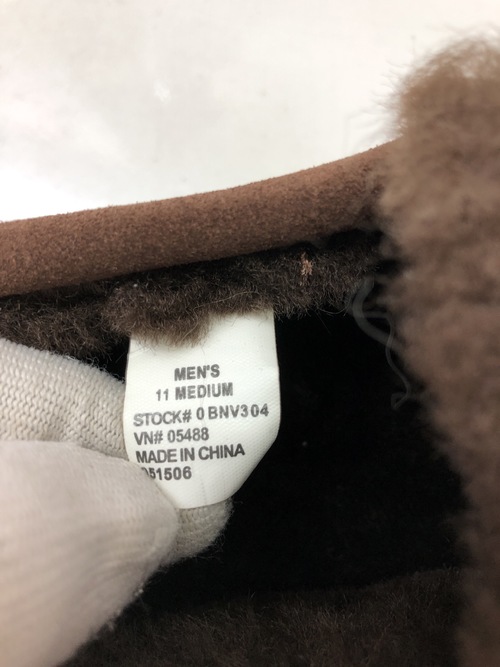 MEN'S
11 MEDIUM
STOCK# 0 BNV304
VN# 05488
MADE IN CHINA
051506